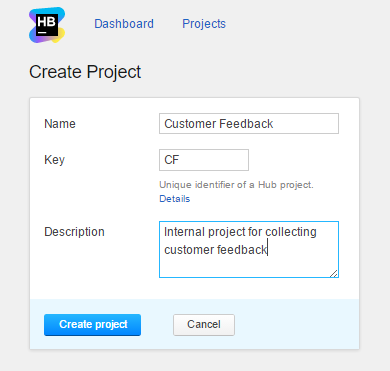 HB
Dashboard Projects
Create Project
Name Customer Feedback
Key CF
Unique identifier of a Hub project.
Details
Description Internal project for collecting
customer feedback
Create project Cancel